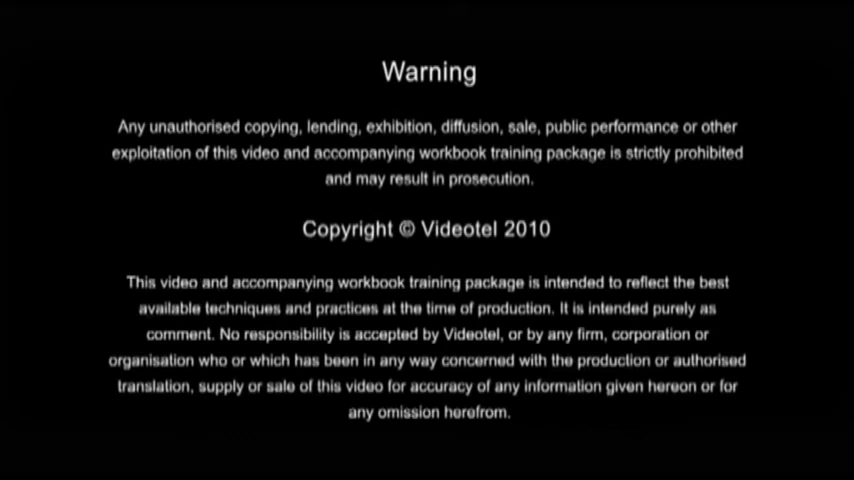 Warning
Any unauthorised copying, lending, exhibition, diffusion, sale, public performance or other
exploitation of this video and accompanying workbook training package is strictly prohibited
and may result in prosecution.
Copyright © Videotel 2010
This video and accompanying workbook training package is intended to reflect the best
available techniques and practices at the time of production. It is intended purely as
comment. No responsibility is accepted by Videotel, or by any firm, corporation or
organisation who or which has been in any way concerned with the production or authorised
translation, supply or sale of this video for accuracy of any information given hereon or for
any omission herefrom.